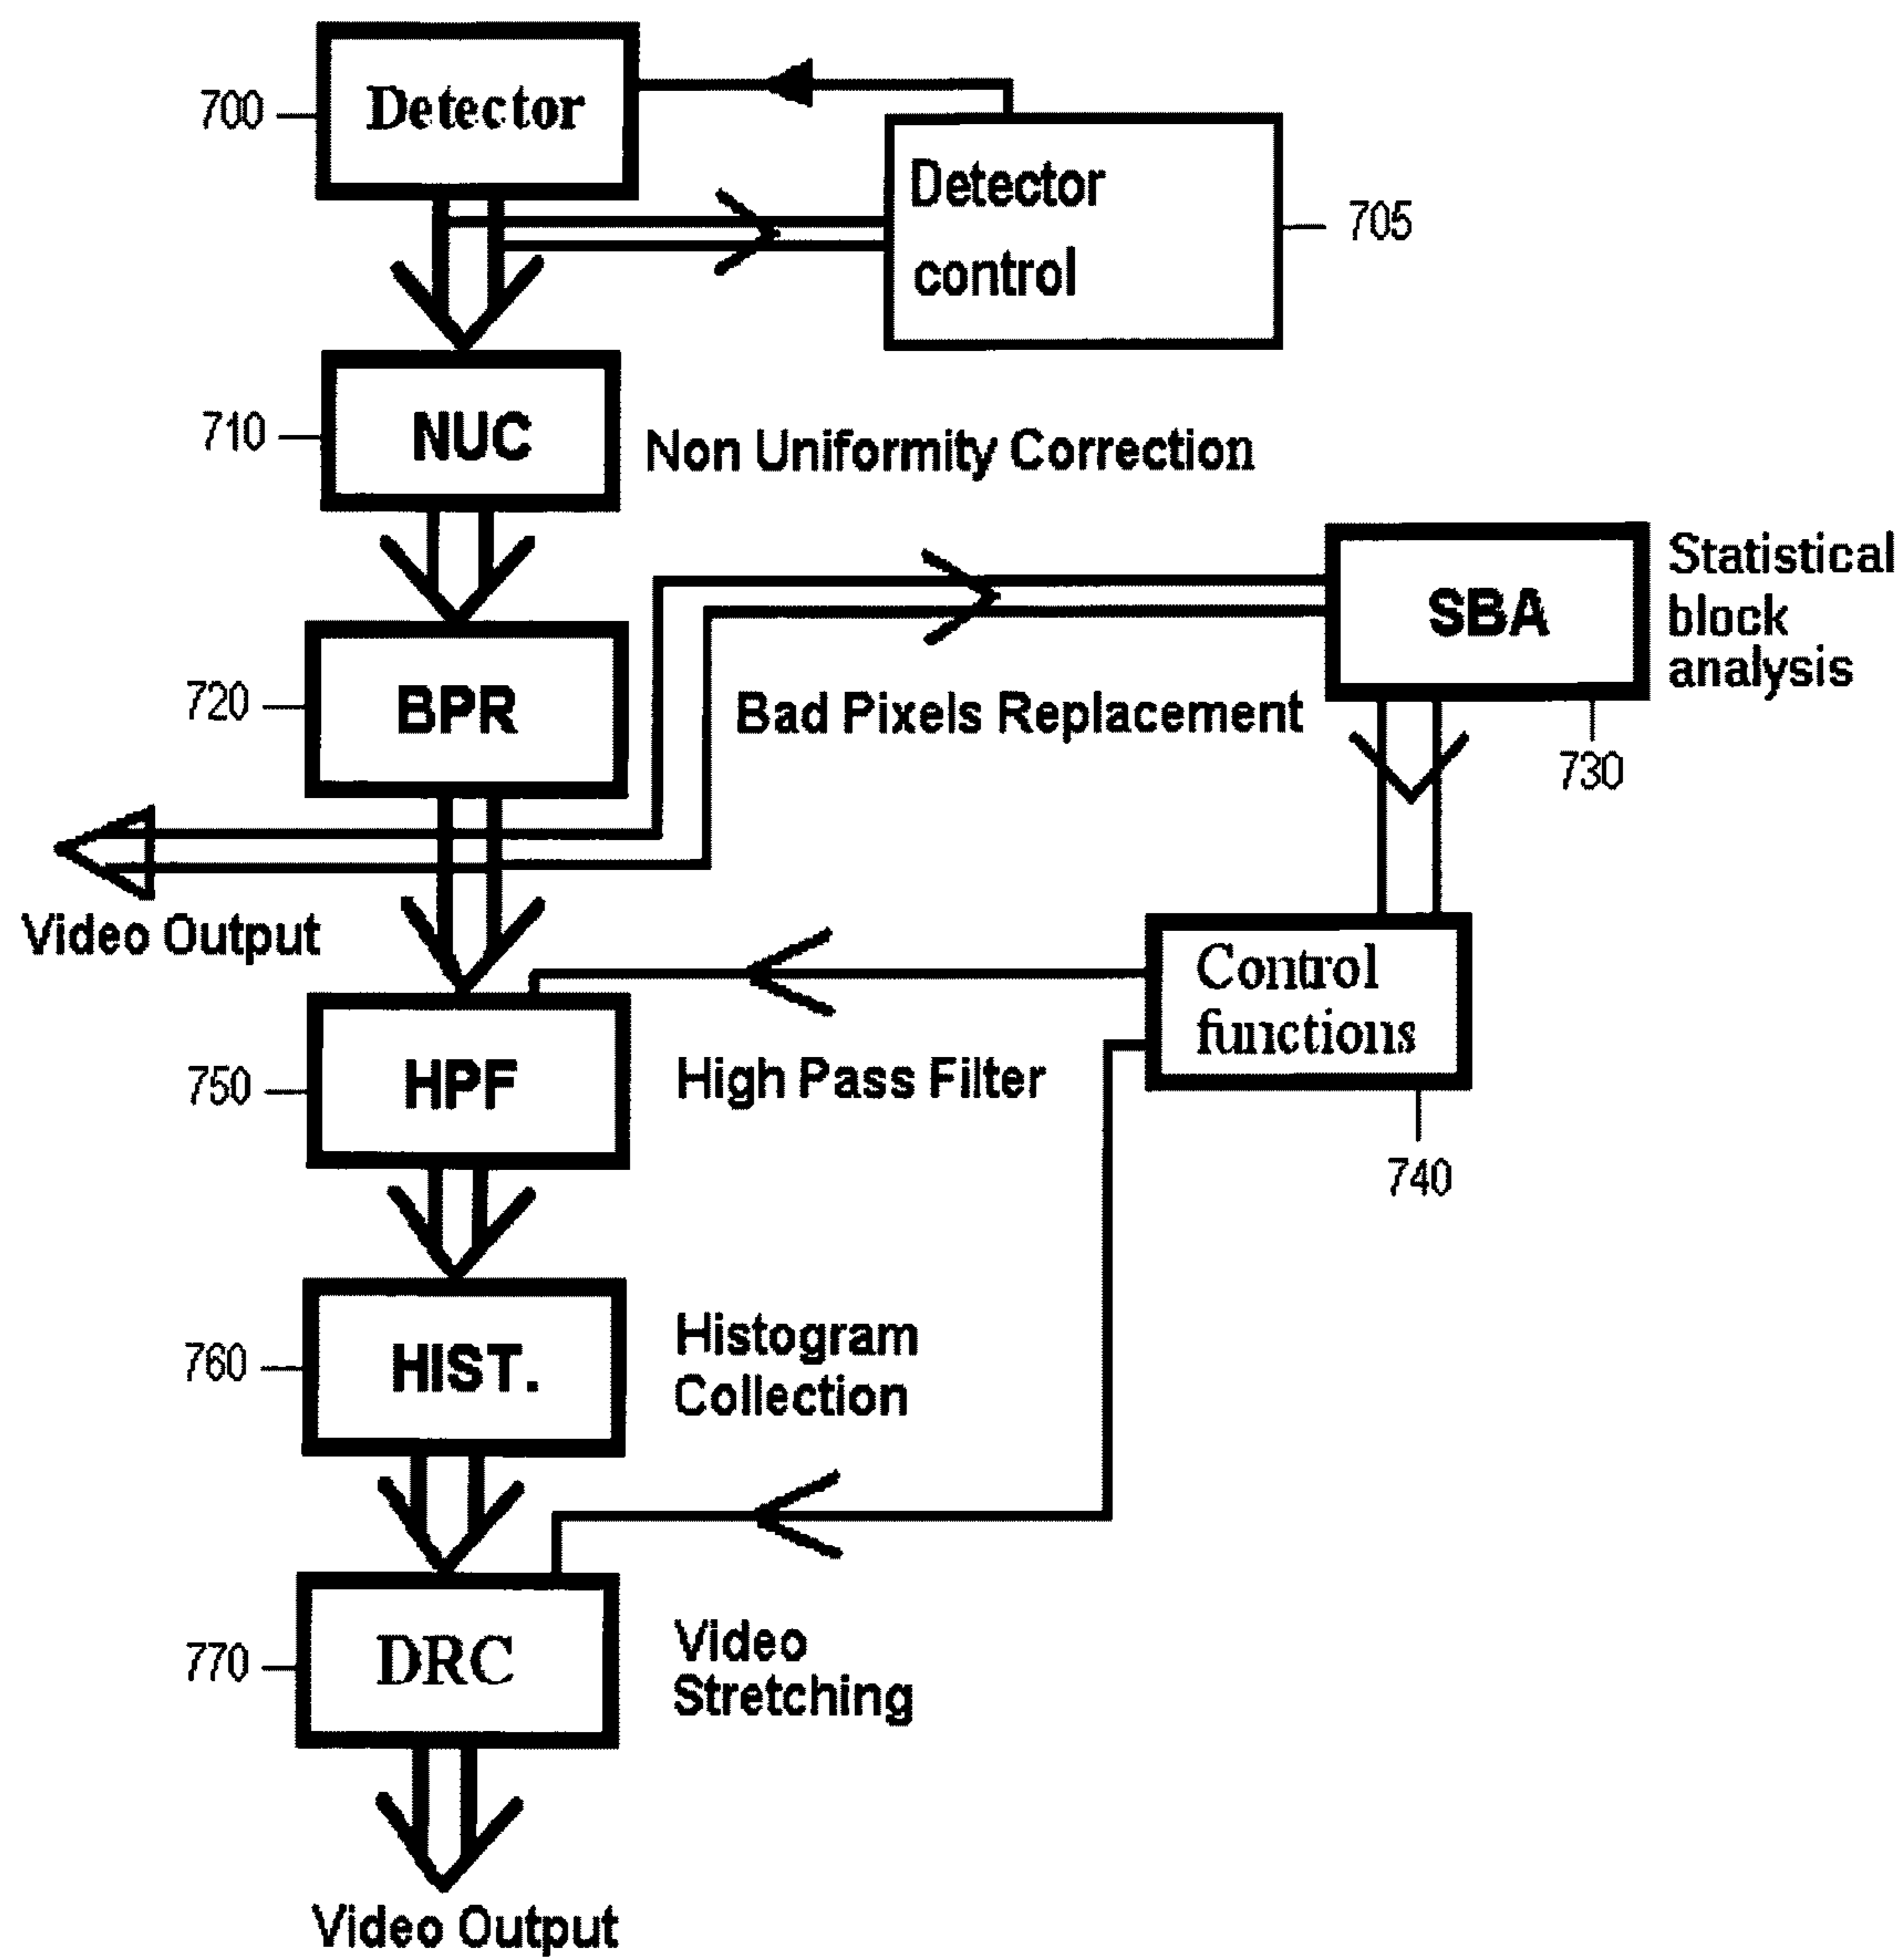 700
Detector
Detector
control
705
710
NUC
Non Uniformity Correction
720
BPR
Bad Pixels Replacement
SBA
Statistical
block
analysis
730
Video Output
Control
functions
740
750
HPF
High Pass Filter
760
HIST.
Histogram
Collection
770
DRC
Video
Stretching
Video Output